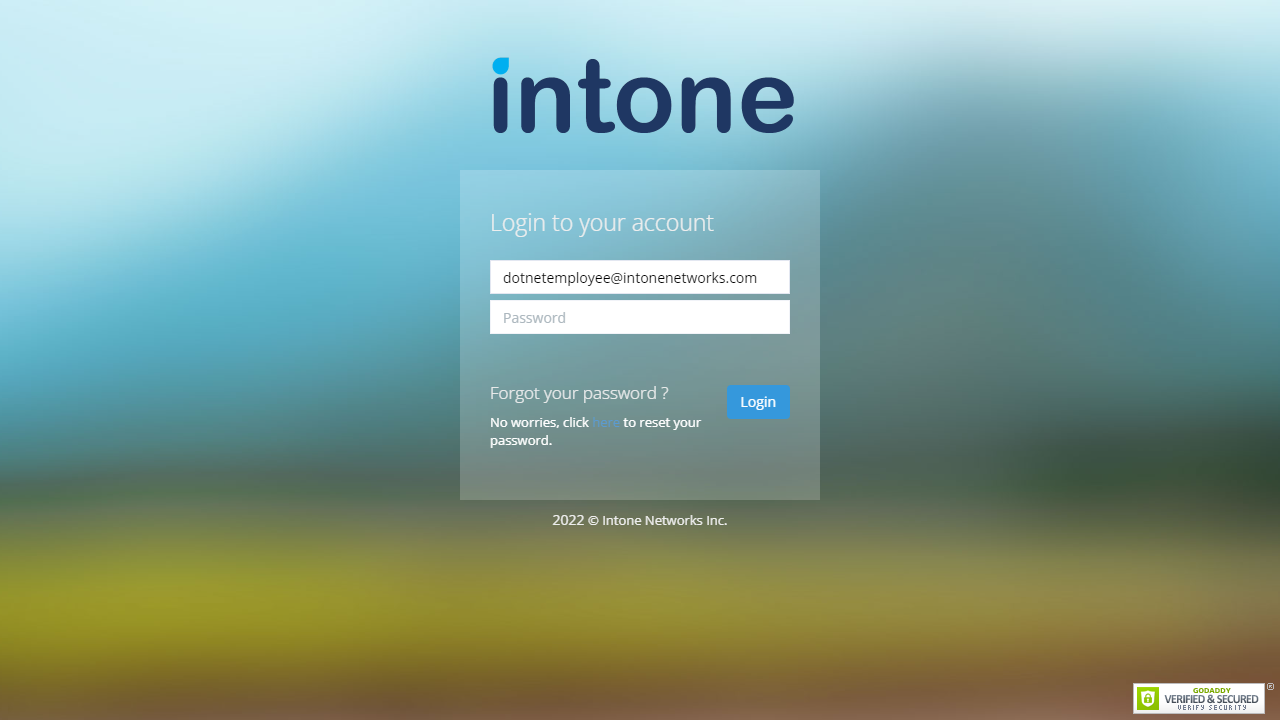 intone
Login to your account
dotnetemployee@intonenetworks.com
Password
Forgot your password ?
Login
No worries, click here to reset your
password.
2022 © Intone Networks Inc.
GODADDY
VERIFIED & SECURED
VERIFY SECURITY
®